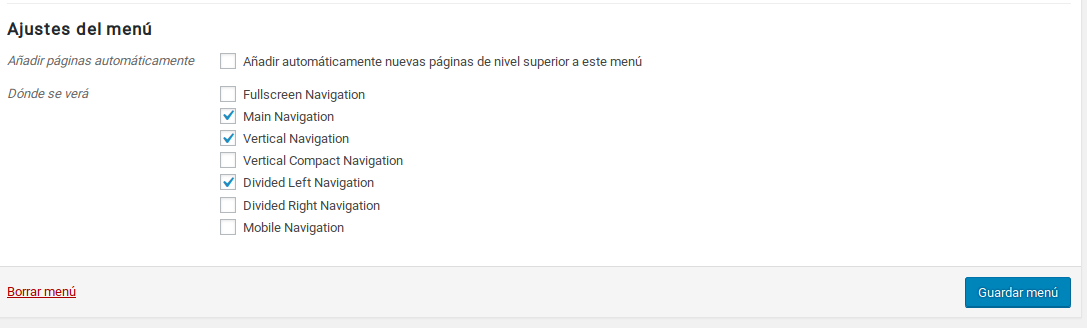 Ajustes del menú
Añadir páginas automáticamente Añadir automáticamente nuevas páginas de nivel superior a este menú
Dónde se verá Fullscreen Navigation
Main Navigation
Vertical Navigation
Vertical Compact Navigation
Divided Left Navigation
Divided Right Navigation
Mobile Navigation
Borrar menú Guardar menú